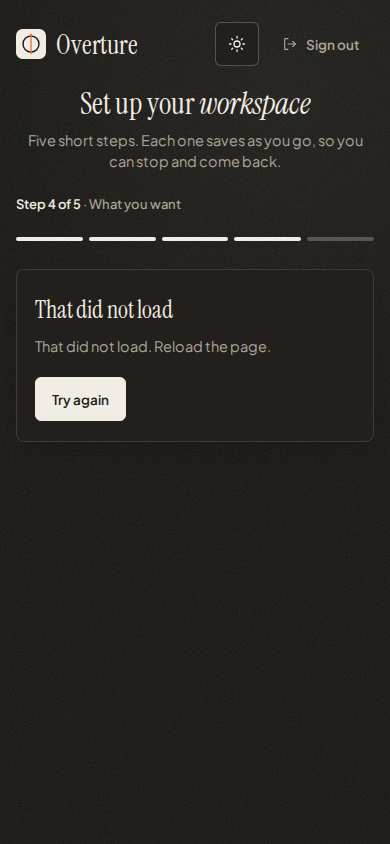 Overture
Sign out
Set up your workspace
Five short steps. Each one saves as you go, so you
can stop and come back.
Step 4 of 5 · What you want
That did not load
That did not load. Reload the page.
Try again